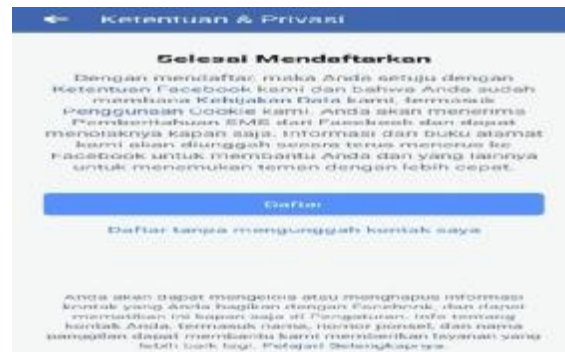 Ketentuan & Privasi
Selesai Mendaftarkan
Dengan mendaftar, maka Anda setuju dengan
Ketentuan Facebook kami dan bahwa Anda sudah
membaca Kebijakan Data kami, termasuk
Penggunaan Cookie kami. Anda akan menerima
Pemberitahuan SMS dari Facebook dan dapat
menolaknya kapan saja. Informasi dan buku alamat
kami akan diunggah secara terus menerus ke
Facebook untuk membantu Anda dan yang lainnya
untuk menemukan teman dengan lebih cepat.
Daftar
Daftar tanpa mengunggah kontak saya
Anda akan dapat mengelola atau menghapus informasi
kontak yang Anda bagikan dengan Facebook, dan dapat
mematikan ini kapan saja di Pengaturan. Info tentang
kontak Anda, termasuk nama, nomor ponsel, dan nama
panggilan dapat membantu kami memberikan layanan yang
lebih baik lagi. Pelajari Selengkapnya.